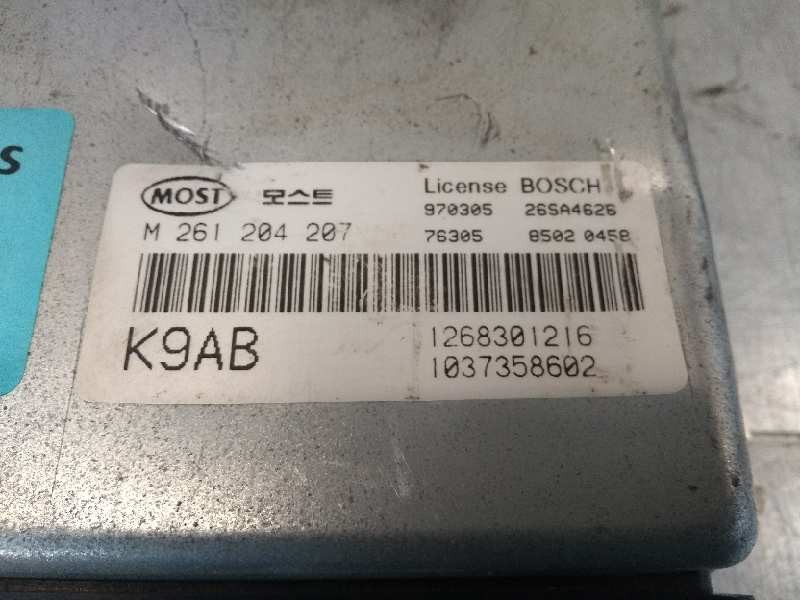 s
MOST 모스트 License BOSCH
970305 26SA4626
M 261 204 207 76305 8502 0458
K9AB 1268301216
1037358602